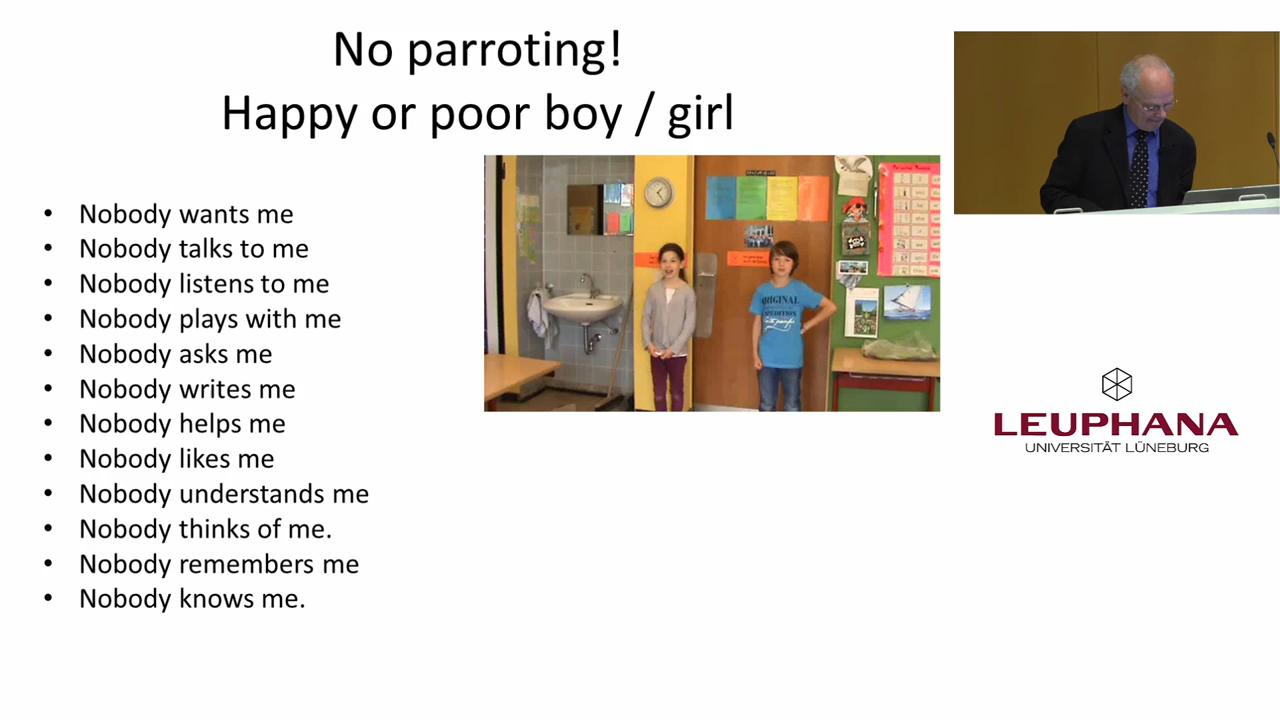 No parroting!
Happy or poor boy / girl
• Nobody wants me
• Nobody talks to me
• Nobody listens to me
• Nobody plays with me
• Nobody asks me
• Nobody writes me
• Nobody helps me
• Nobody likes me
• Nobody understands me
• Nobody thinks of me.
• Nobody remembers me
• Nobody knows me.
ORIGINAL
LEUPHANA
UNIVERSITÄT LÜNEBURG